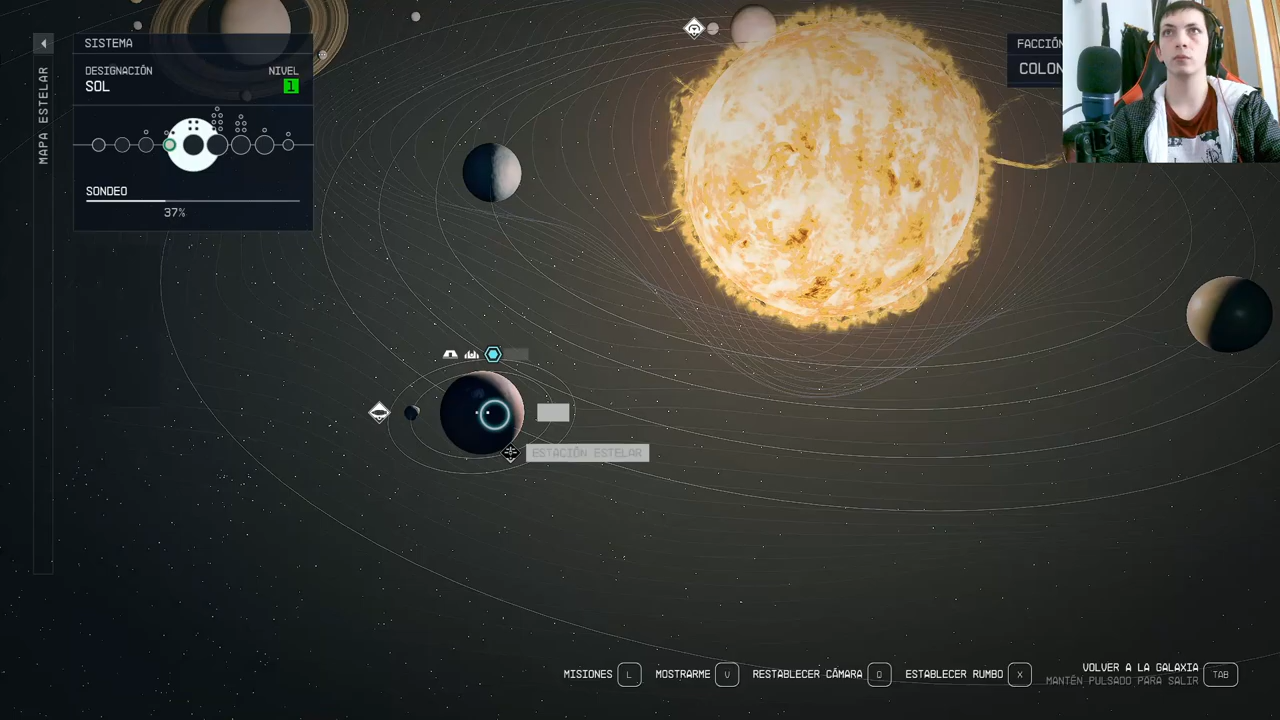 SISTEMA
DESIGNACIÓN NIVEL
SOL 1
SONDEO
37%
MAPA ESTELAR
FACCIÓN
COLON
ESTACIÓN ESTELAR
MISIONES L
MOSTRARME V
RESTABLECER CÁMARA Q
ESTABLECER RUMBO X
VOLVER A LA GALAXIA TAB
MANTÉN PULSADO PARA SALIR